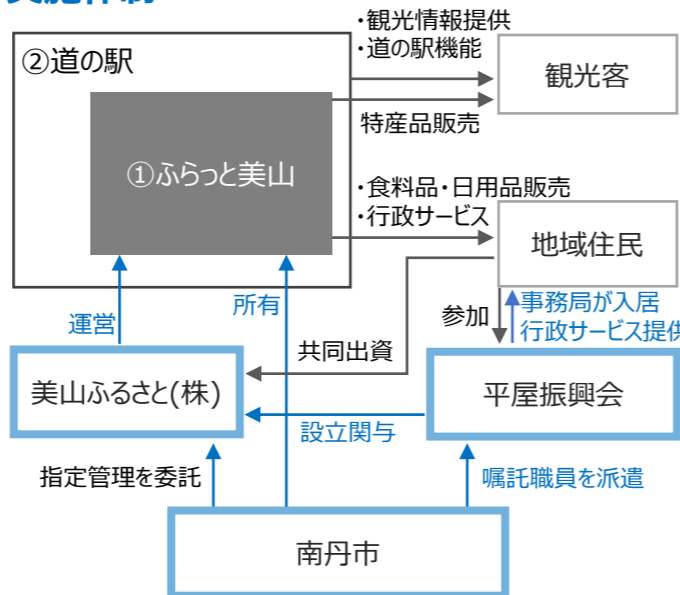 ・観光情報提供
・道の駅機能
②道の駅
観光客
特産品販売
①ふらっと美山
・食料品・日用品販売
・行政サービス
地域住民
運営
所有
参加
事務局が入居
行政サービス提供
共同出資
美山ふるさと(株)
平屋振興会
設立関与
指定管理を委託
嘱託職員を派遣
南丹市